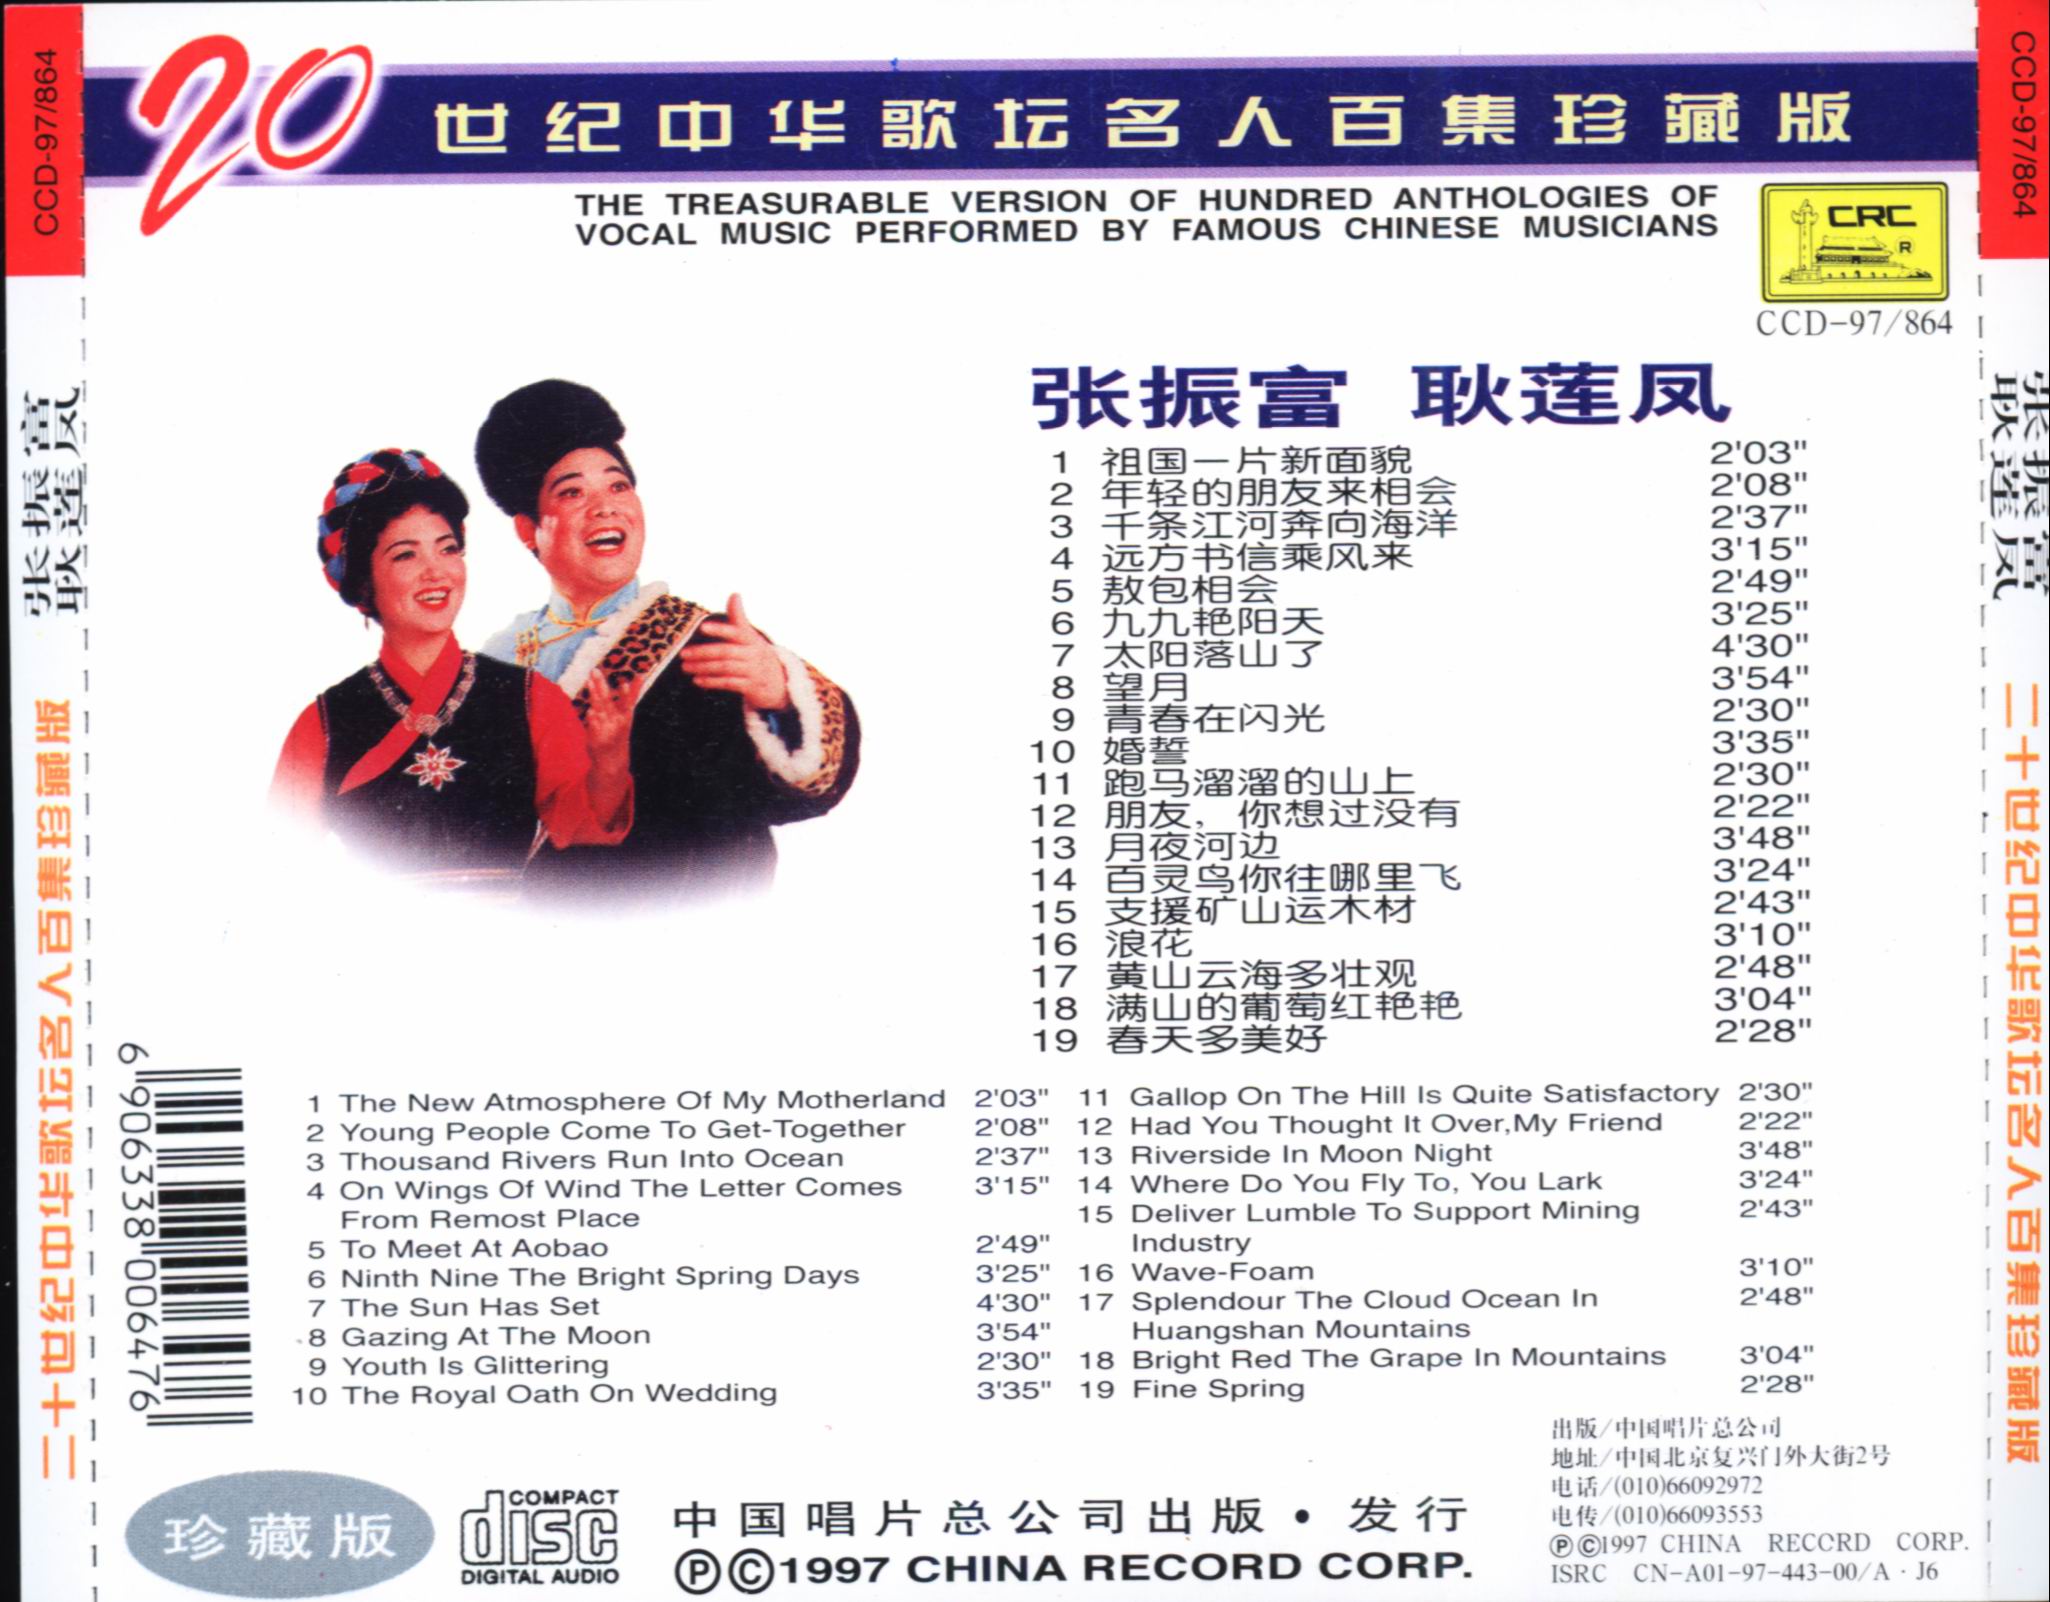 CCD-97/864
张振富
耿莲凤
二十世纪中华歌坛名人百集珍藏版
20世纪中华歌坛名人百集珍藏版
THE TREASURABLE VERSION OF HUNDRED ANTHOLOGIES OF
VOCAL MUSIC PERFORMED BY FAMOUS CHINESE MUSICIANS
CRC
R
CCD-97/864
张振富 耿莲凤
1 祖国一片新面貌 2'03"
2 年轻的朋友来相会 2'08"
3 千条江河奔向海洋 2'37"
4 远方书信乘风来 3'15"
5 敖包相会 2'49"
6 九九艳阳天 3'25"
7 太阳落山了 4'30"
8 望月 3'54"
9 青春在闪光 2'30"
10 婚誓 3'35"
11 跑马溜溜的山上 2'30"
12 朋友，你想过没有 2'22"
13 月夜河边 3'48"
14 百灵鸟你往哪里飞 3'24"
15 支援矿山运木材 2'43"
16 浪花 3'10"
17 黄山云海多壮观 2'48"
18 满山的葡萄红艳艳 3'04"
19 春天多美好 2'28"
1 The New Atmosphere Of My Motherland 2'03"
2 Young People Come To Get-Together 2'08"
3 Thousand Rivers Run Into Ocean 2'37"
4 On Wings Of Wind The Letter Comes 3'15"
From Remost Place
5 To Meet At Aobao 2'49"
6 Ninth Nine The Bright Spring Days 3'25"
7 The Sun Has Set 4'30"
8 Gazing At The Moon 3'54"
9 Youth Is Glittering 2'30"
10 The Royal Oath On Wedding 3'35"
11 Gallop On The Hill Is Quite Satisfactory 2'30"
12 Had You Thought It Over,My Friend 2'22"
13 Riverside In Moon Night 3'48"
14 Where Do You Fly To, You Lark 3'24"
15 Deliver Lumble To Support Mining 2'43"
Industry
16 Wave-Foam 3'10"
17 Splendour The Cloud Ocean In 2'48"
Huangshan Mountains
18 Bright Red The Grape In Mountains 3'04"
19 Fine Spring 2'28"
6 906338 006476
珍藏版
COMPACT
disc
DIGITAL AUDIO
中国唱片总公司出版·发行
ⓅⒸ1997 CHINA RECORD CORP.
出版/中国唱片总公司
地址/中国北京复兴门外大街2号
电话/(010)66092972
电传/(010)66093553
ⓅⒸ1997 CHINA RECORD CORP.
ISRC CN-A01-97-443-00/A·J6
CCD-97/864
张振富
耿莲凤
二十世纪中华歌坛名人百集珍藏版